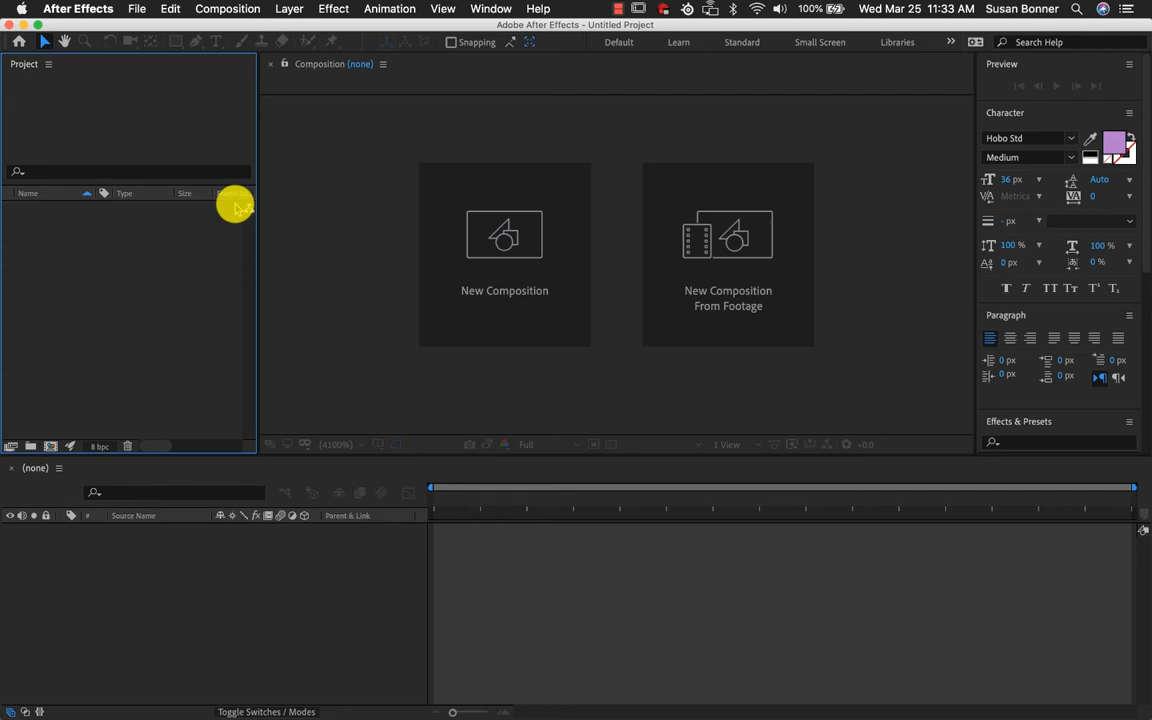 After Effects File Edit Composition Layer Effect Animation View Window Help 100% Wed Mar 25 11:33 AM Susan Bonner
Adobe After Effects - Untitled Project
Snapping Default Learn Standard Small Screen Libraries Search Help
Project
Composition (none)
Preview
Character
Hobo Std
Medium
36 px Auto
Metrics 0
- px
100 % 100 %
0 px 0 %
Name Type Size
New Composition
New Composition
From Footage
Paragraph
0 px 0 px 0 px
0 px 0 px
Effects & Presets
8 bpc
(4100%) Full 1 View +0.0
(none)
# Source Name Parent & Link
Toggle Switches / Modes